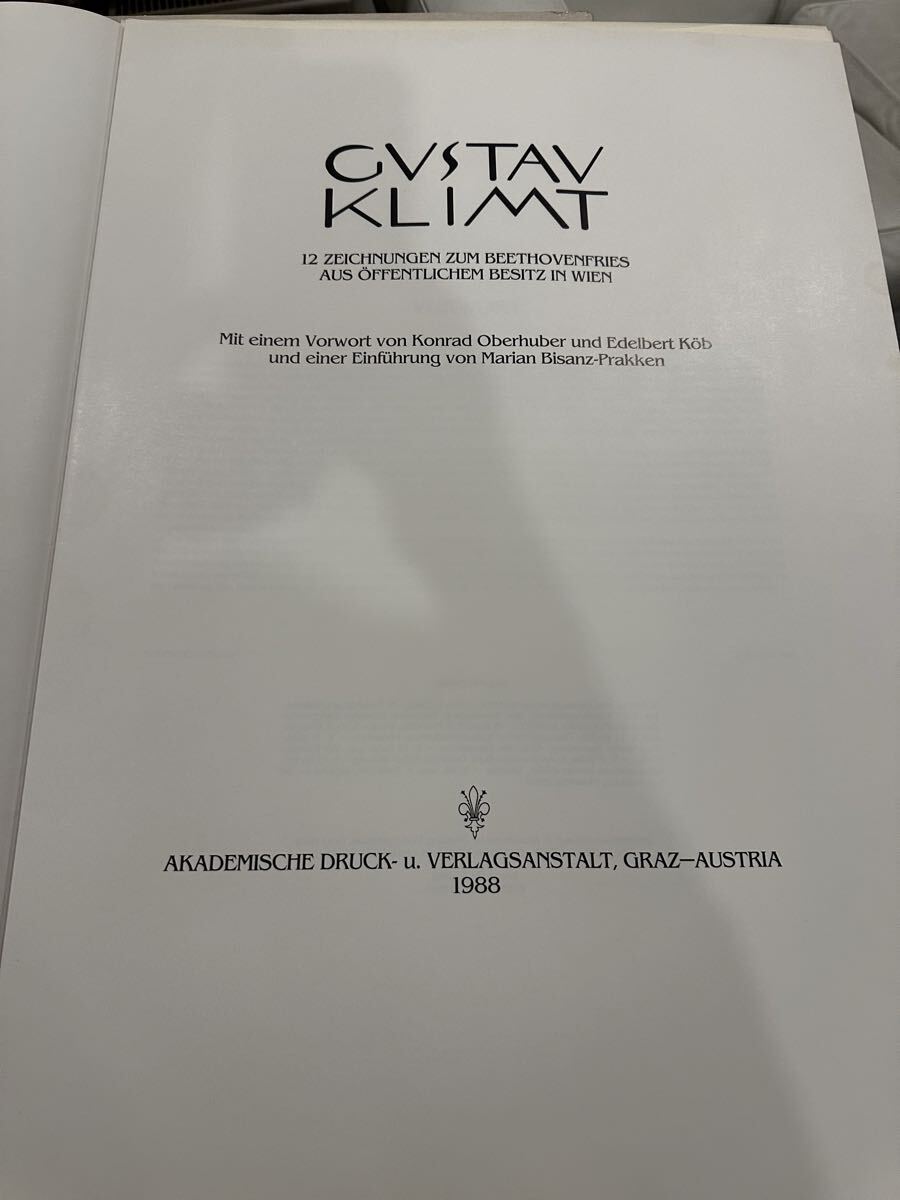 GVSTAV
KLIMT
12 ZEICHNUNGEN ZUM BEETHOVENFRIES
AUS ÖFFENTLICHEM BESITZ IN WIEN
Mit einem Vorwort von Konrad Oberhuber und Edelbert Köb
und einer Einführung von Marian Bisanz-Prakken
AKADEMISCHE DRUCK- u. VERLAGSANSTALT, GRAZ—AUSTRIA
1988